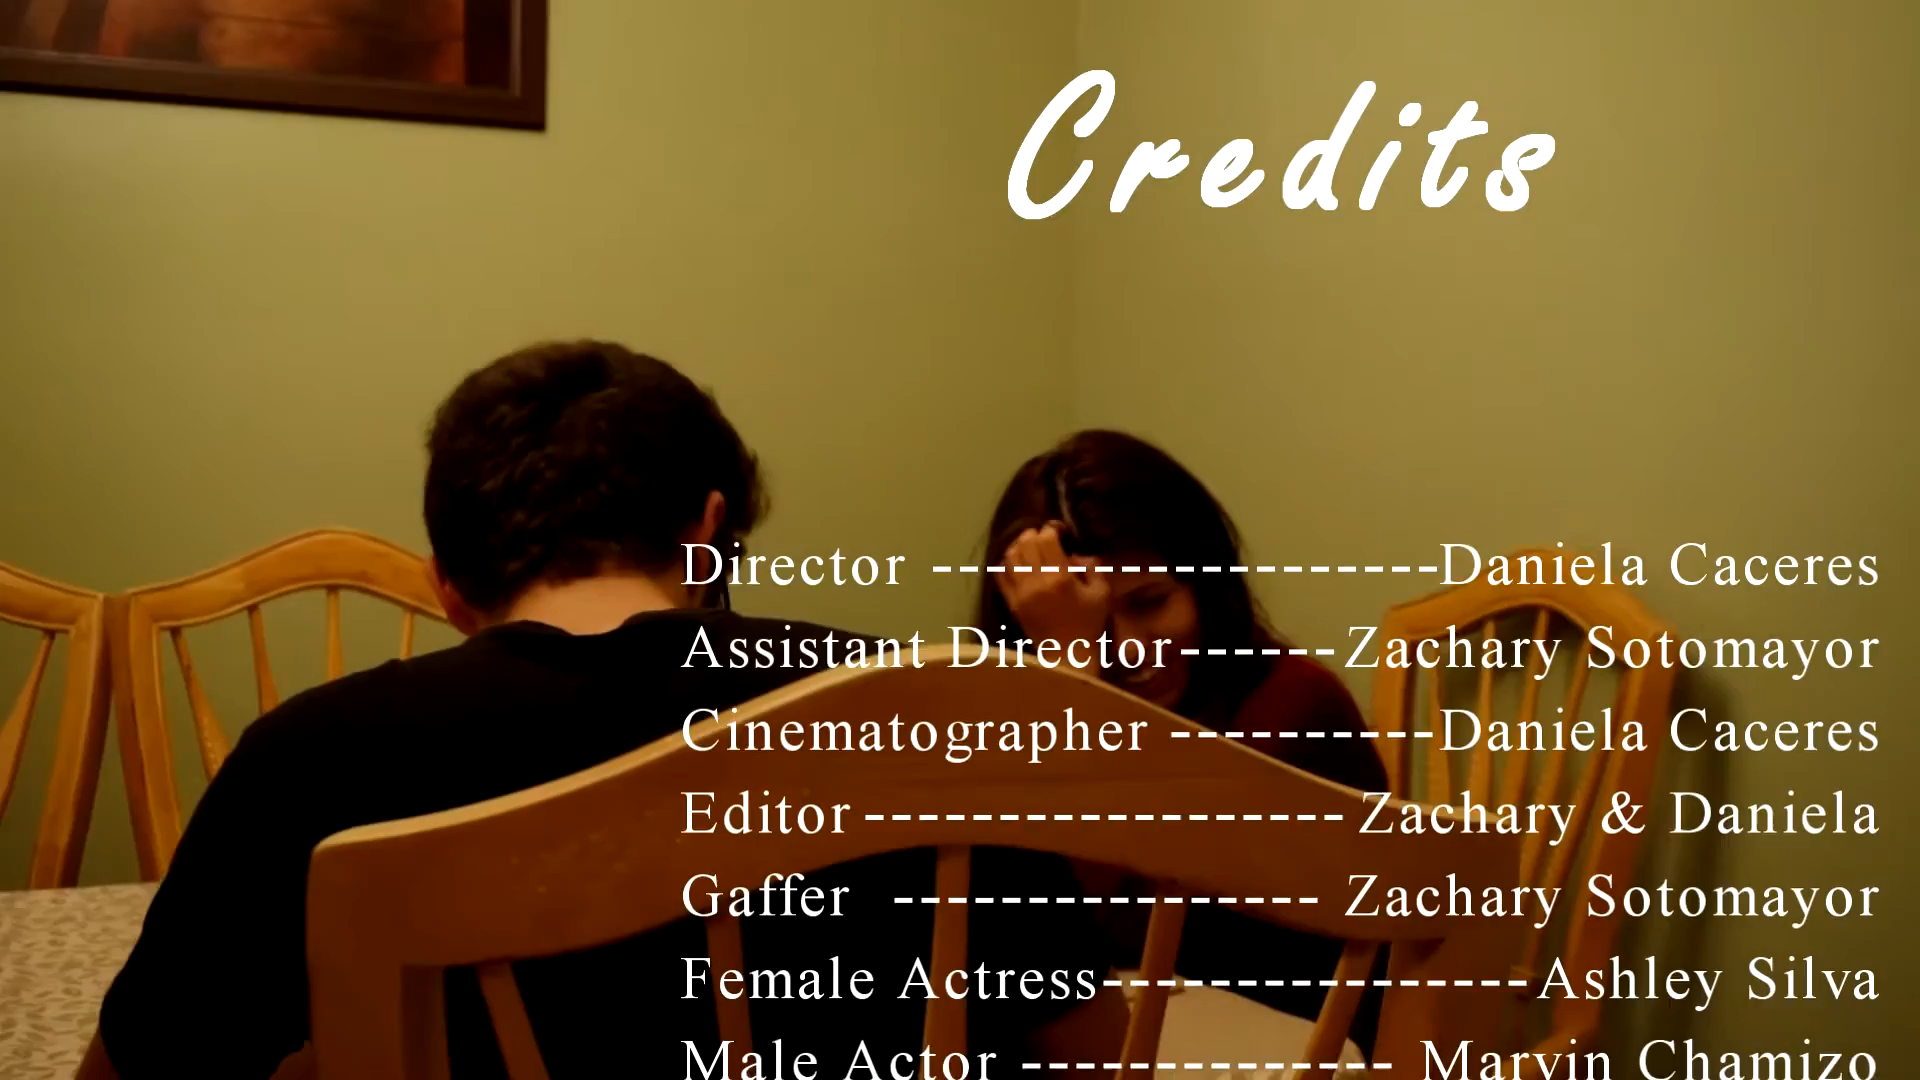 Credits
Director -------------------Daniela Caceres
Assistant Director------Zachary Sotomayor
Cinematographer ----------Daniela Caceres
Editor ------------------ Zachary & Daniela
Gaffer ---------------- Zachary Sotomayor
Female Actress----------------Ashley Silva
Male Actor -------------- Marvin Chamizo